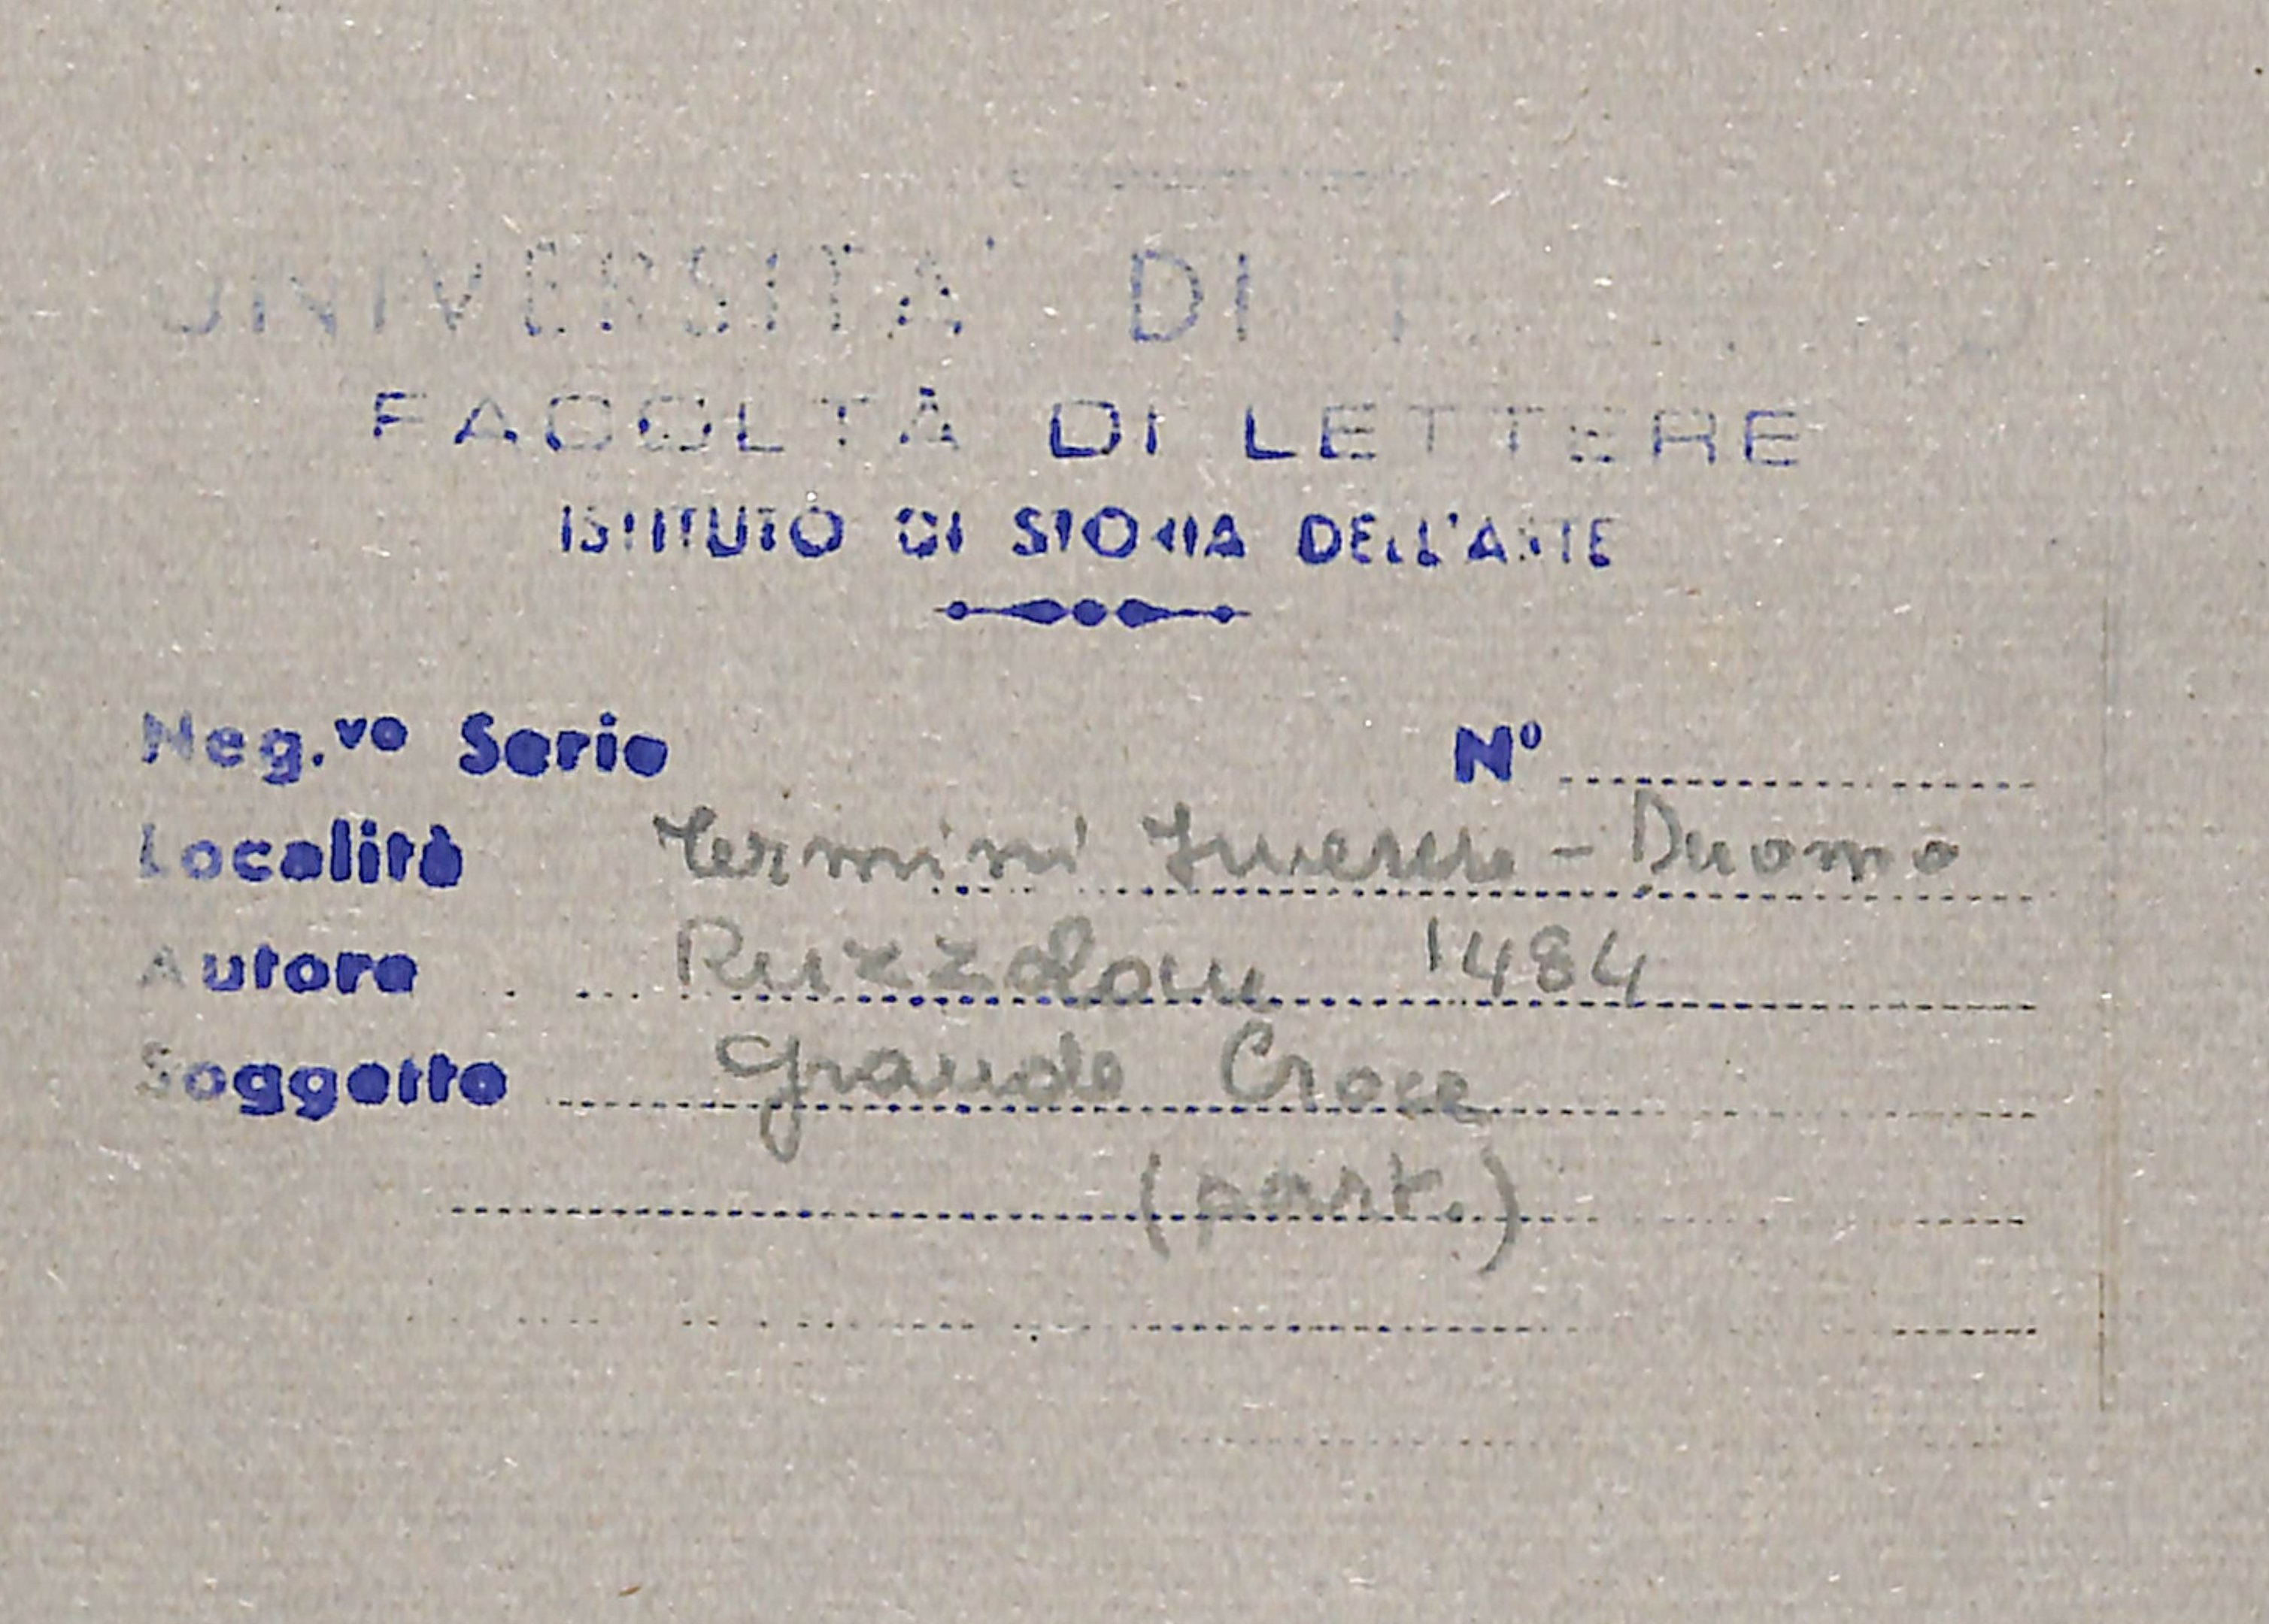 UNIVERSITA' DI
FACOLTÀ DI LETTERE
ISTITUTO DI STORIA DELL'ARTE
Neg.vo Serie N°
Località Termini Imerese - Duomo
Autore Ruzzolone 1484
Soggetto Grande Croce
(part.)